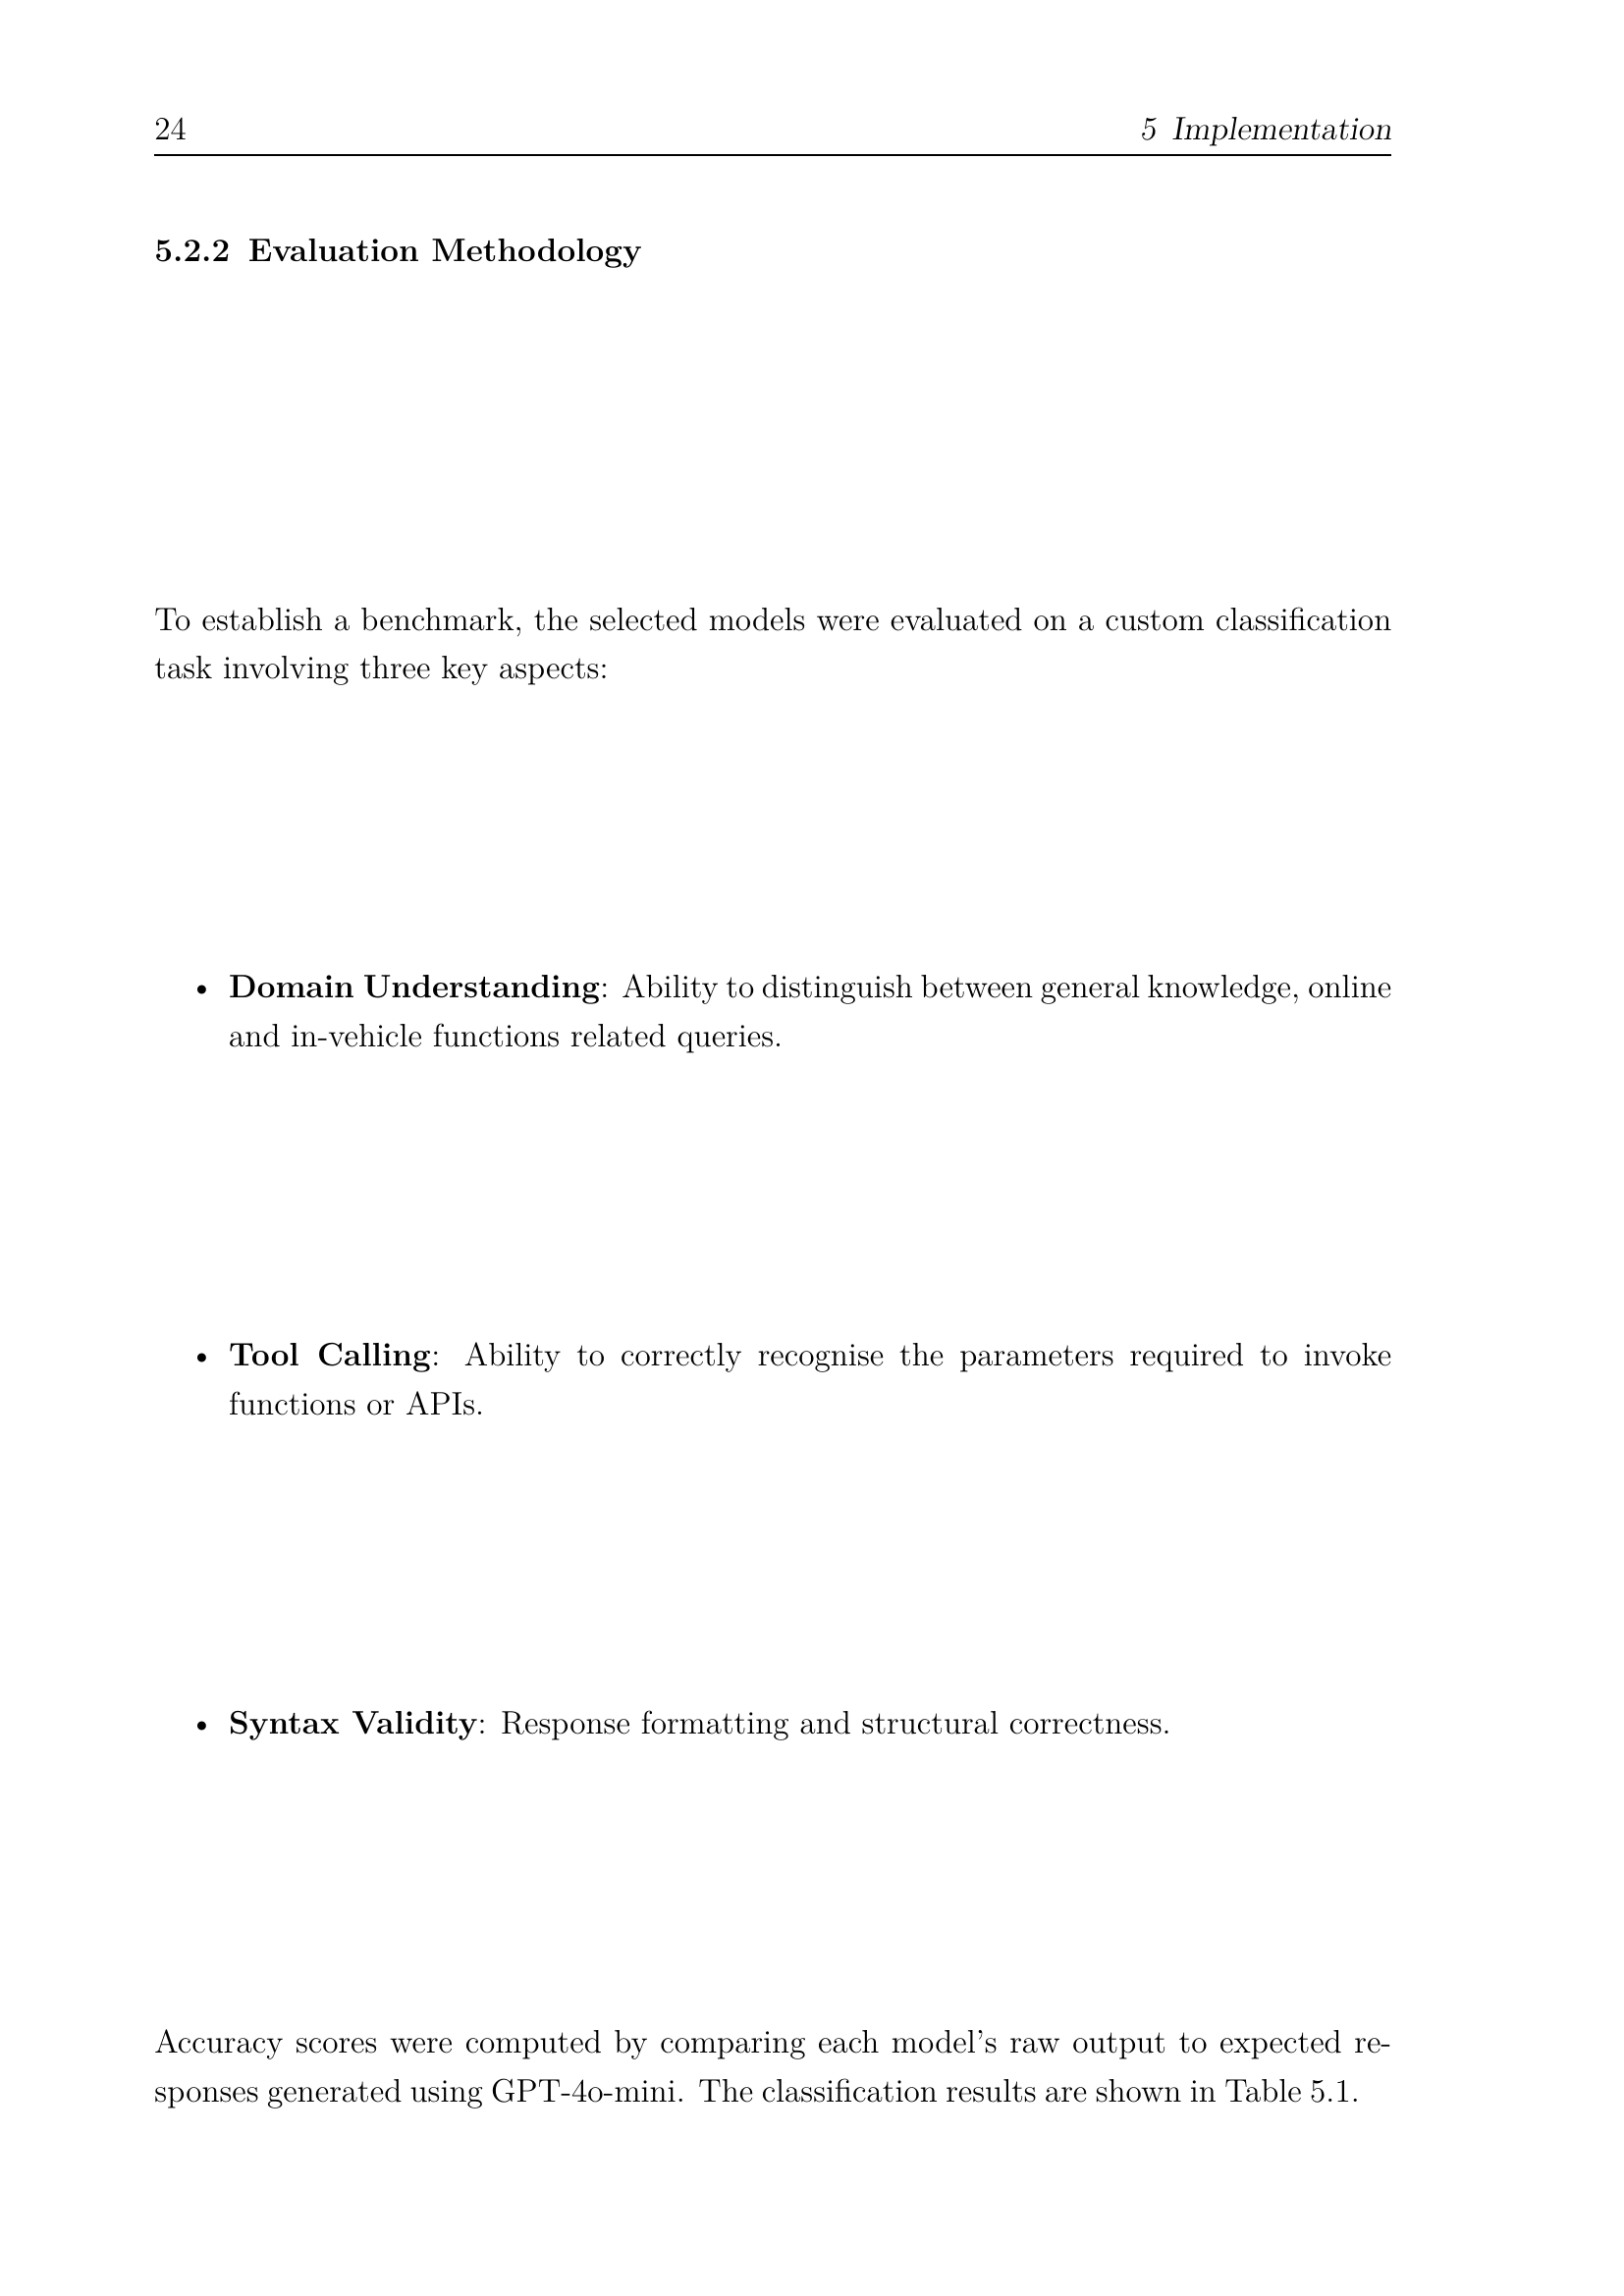 24 5 Implementation
5.2.2 Evaluation Methodology
To establish a benchmark, the selected models were evaluated on a custom classification
task involving three key aspects:
• Domain Understanding: Ability to distinguish between general knowledge, online
and in-vehicle functions related queries.
• Tool Calling: Ability to correctly recognise the parameters required to invoke
functions or APIs.
• Syntax Validity: Response formatting and structural correctness.
Accuracy scores were computed by comparing each model's raw output to expected re-
sponses generated using GPT-4o-mini. The classification results are shown in Table 5.1.